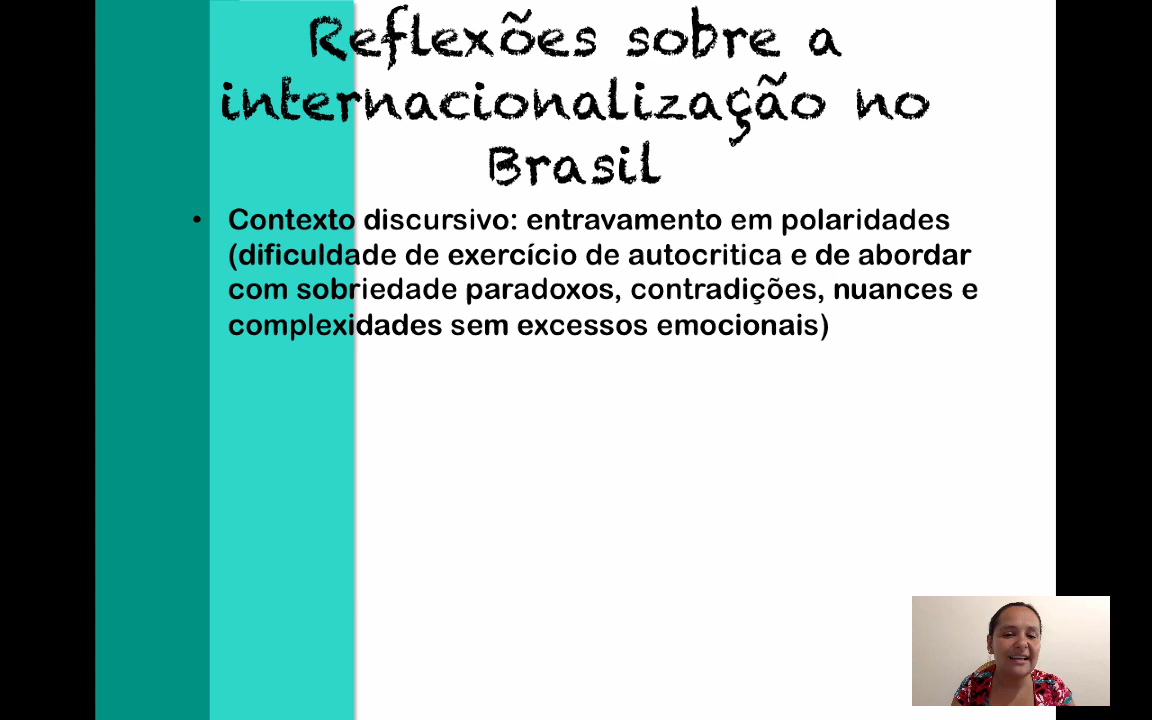 Reflexões sobre a
internacionalização no
Brasil
• Contexto discursivo: entravamento em polaridades
(dificuldade de exercício de autocritica e de abordar
com sobriedade paradoxos, contradições, nuances e
complexidades sem excessos emocionais)